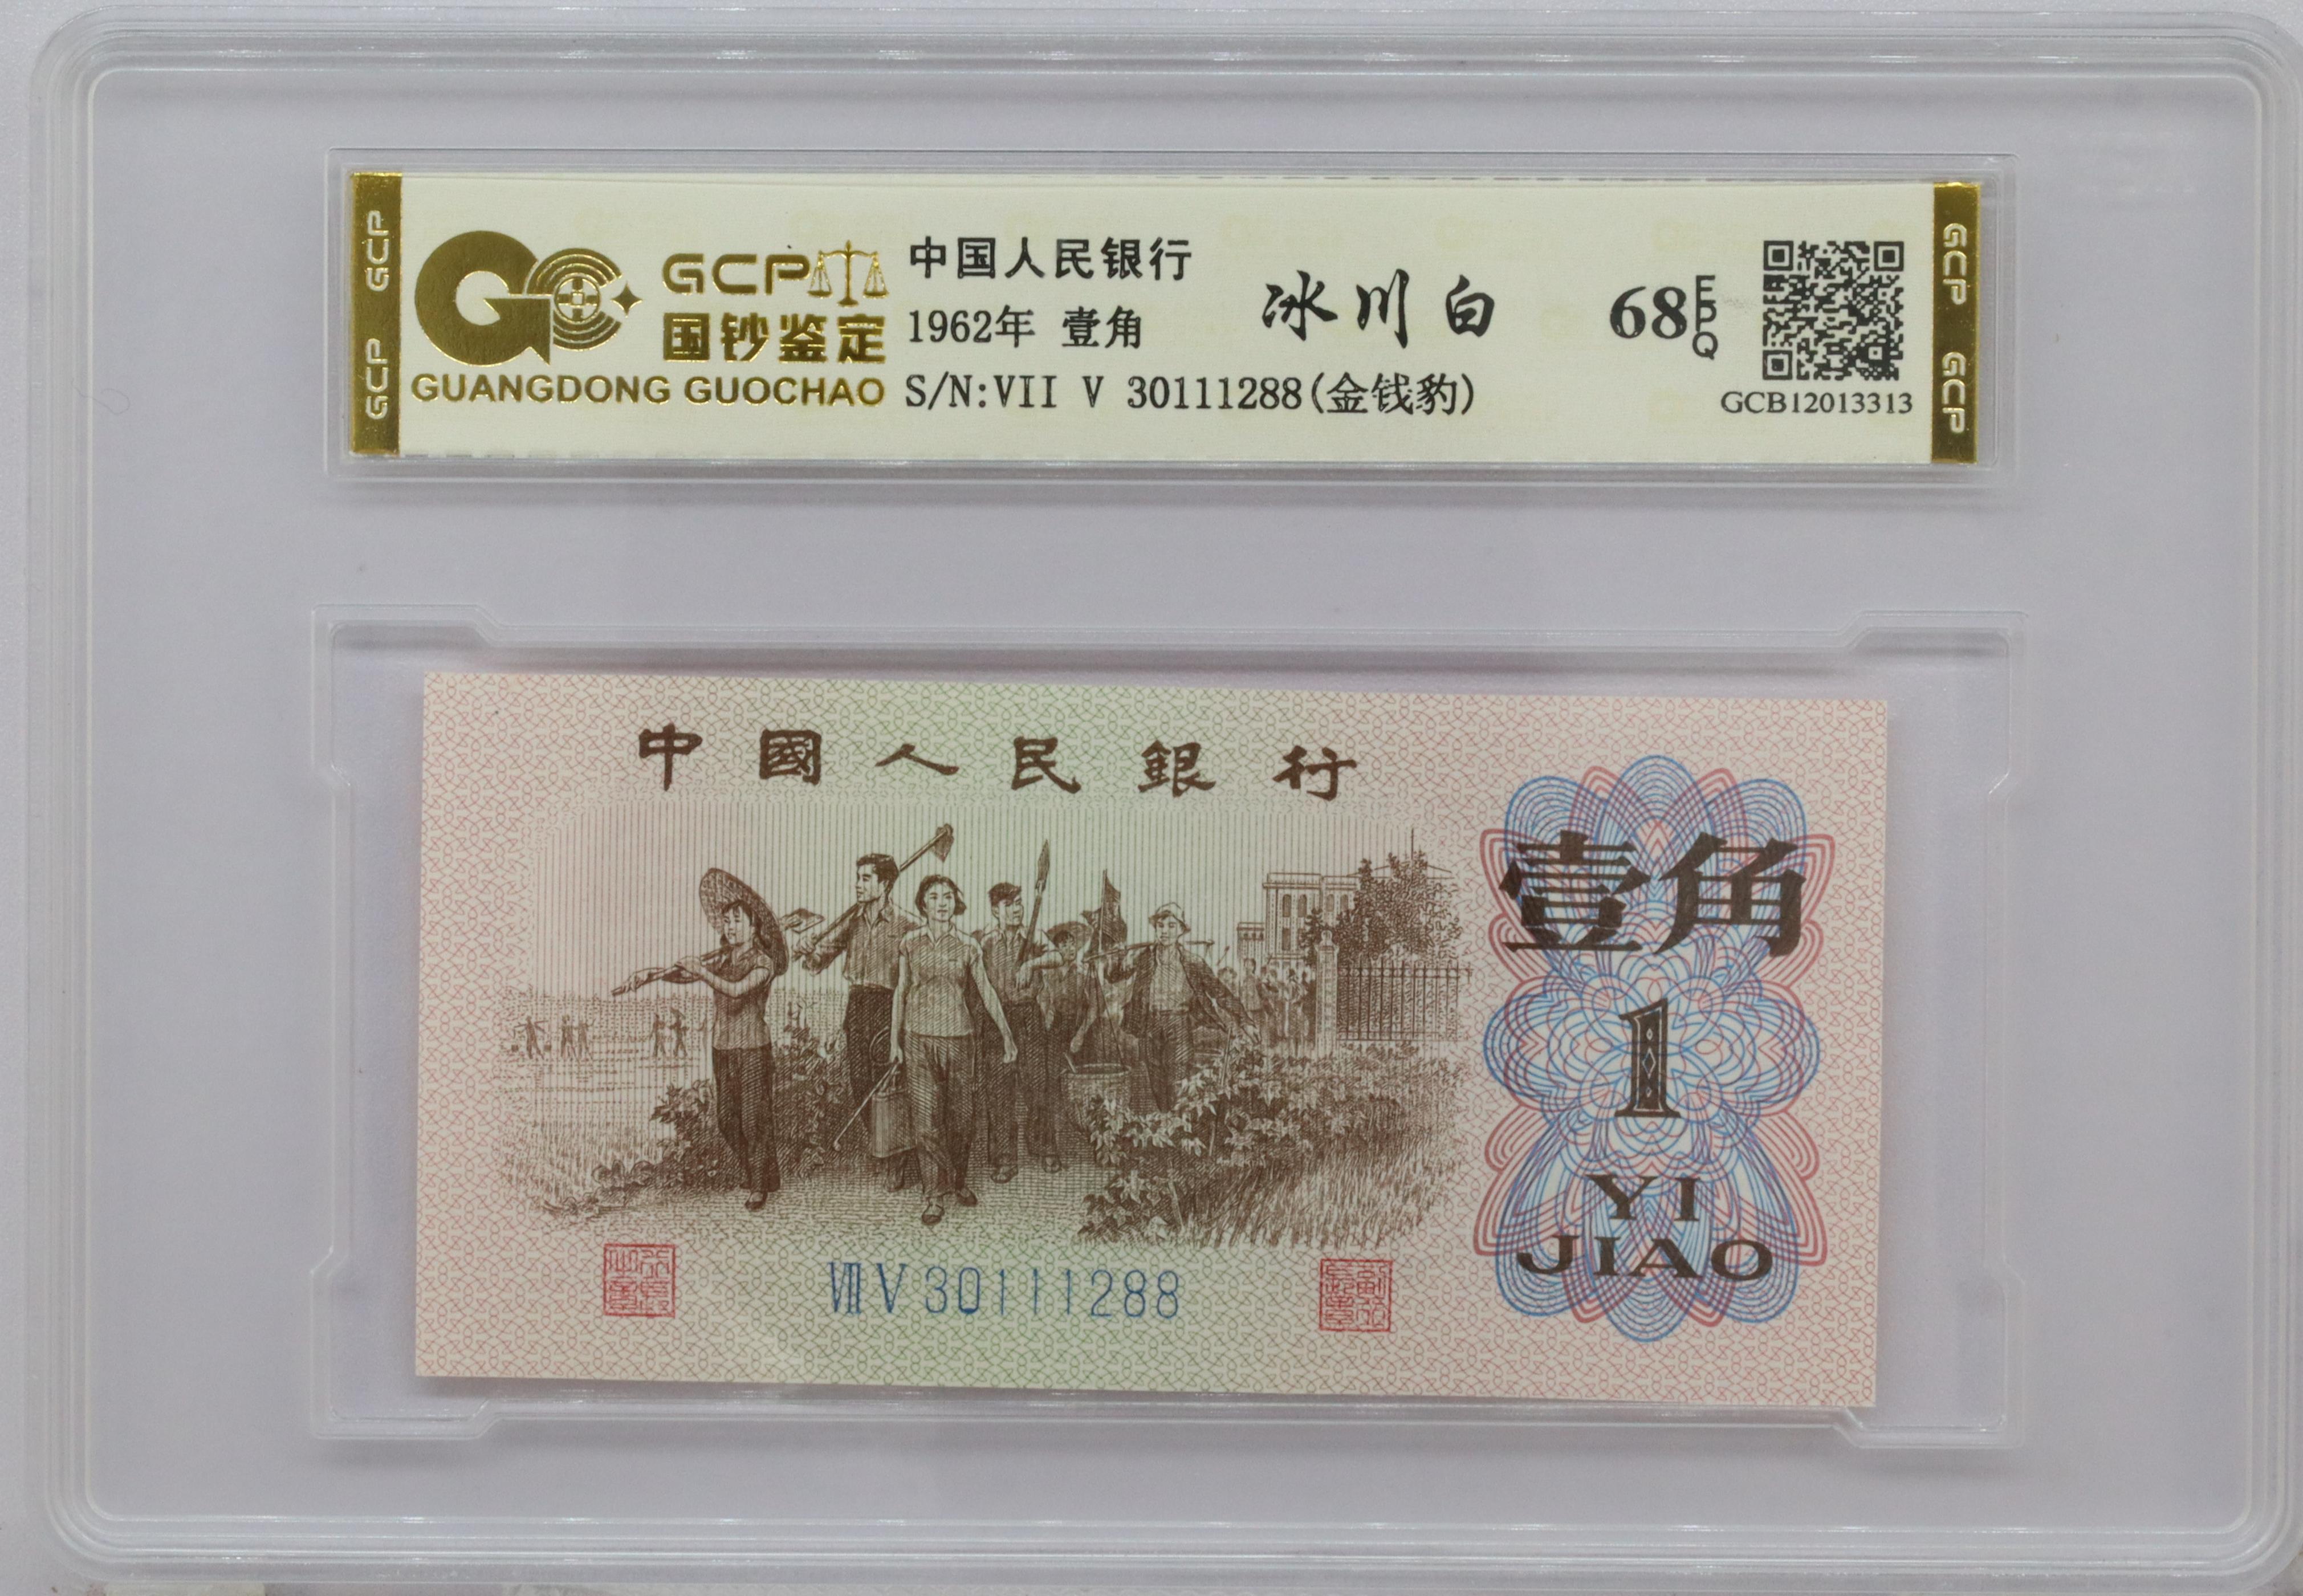 GCP GCP
GCP
国钞鉴定
GUANGDONG GUOCHAO
中国人民银行
1962年 壹角
S/N:VII V 30111288(金钱豹)
冰川白
68 EPQ
GCB12013313
GCP GCP
中國人民銀行
壹角
1
YI
JIAO
VII V 30111288